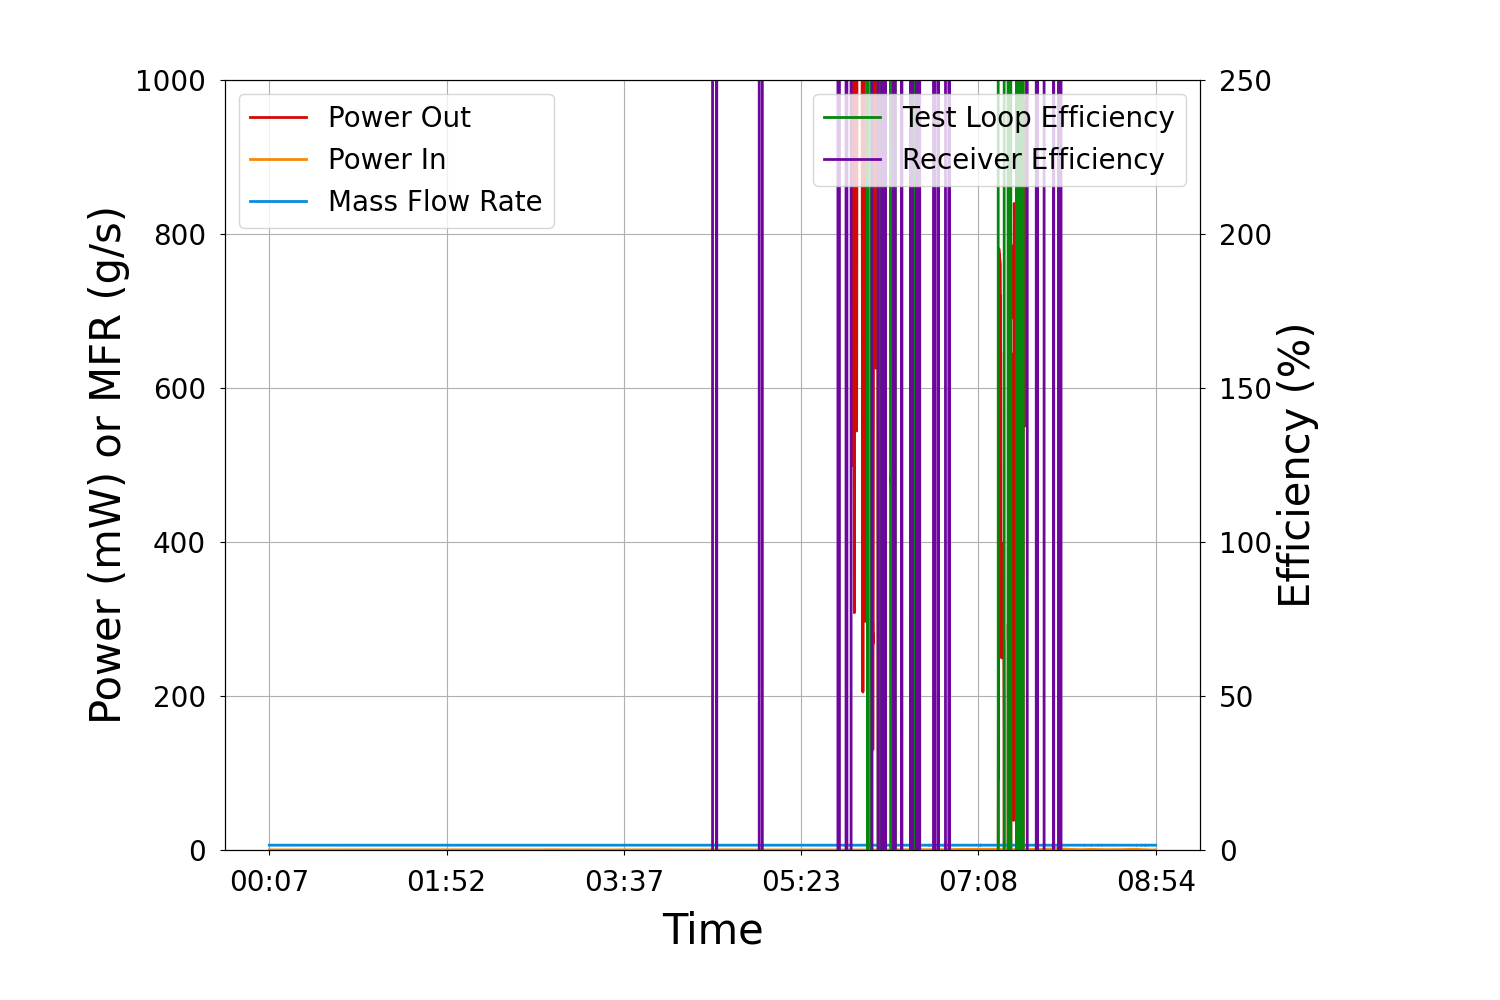 Power Out
Power In
Mass Flow Rate
Test Loop Efficiency
Receiver Efficiency
1000
800
600
400
200
0
Power (mW) or MFR (g/s)
250
200
150
100
50
0
Efficiency (%)
00:07 01:52 03:37 05:23 07:08 08:54
Time